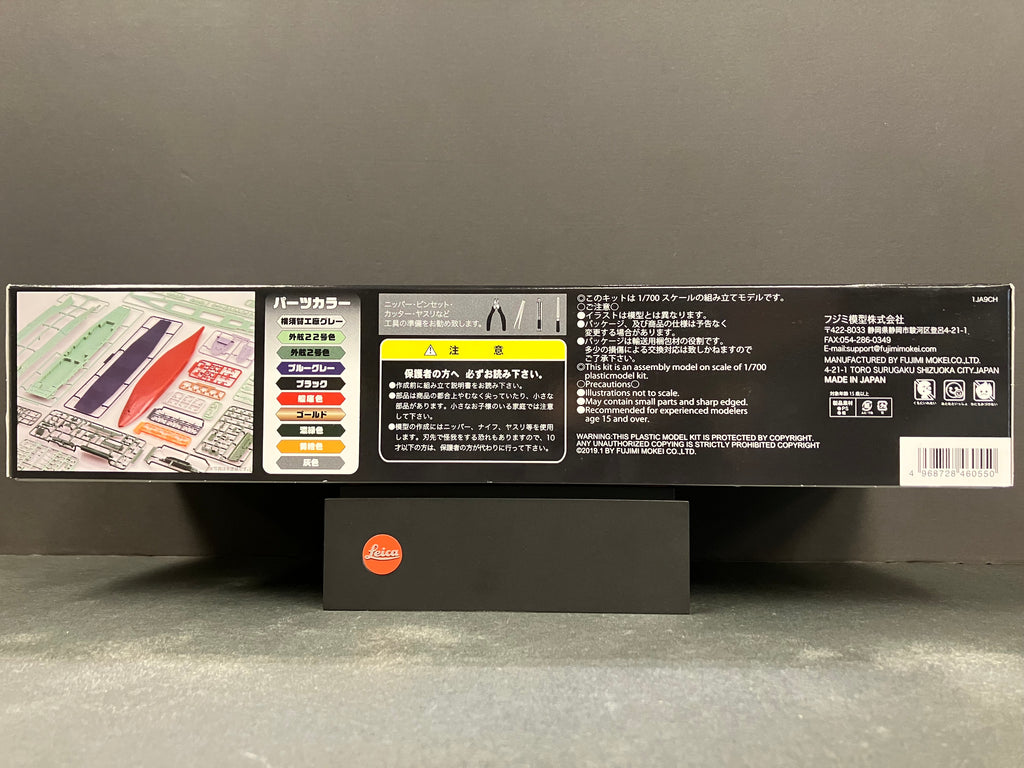 パーツカラー
横須賀工廠グレー
外舷22号色
外舷2号色
ブルーグレー
ブラック
艦底色
ゴールド
濃緑色
黄橙色
灰色
ニッパー・ピンセット・
カッター・ヤスリなど
工具の準備をお勧め致します。
注 意
保護者の方へ 必ずお読み下さい。
●作成前に組み立て説明書をお読み下さい。
●部品は商品の都合上やむなく尖っていたり、小さな
部品があります。小さなお子様のいる家庭では注意
して下さい。
●模型の作成にはニッパー、ナイフ、ヤスリ等を使用
します。刃先で怪我をする恐れもありますので、10
才以下の方は、保護者の方が代わりに行って下さい。
◎このキットは 1/700 スケールの組み立てモデルです。
○ご注意○
●イラストは模型とは異なります。
●パッケージ、及び商品の仕様は予告なく
変更する場合があります。
●パッケージは輸送用梱包材の役割です。
多少の損傷による交換対応は致しかねますので
ご了承下さい。
◎This kit is an assembly model on scale of 1/700
plasticmodel kit.
○Precautions○
●Illustrations not to scale.
●May contain small parts and sharp edged.
●Recommended for experienced modelers
age 15 and over.
WARNING:THIS PLASTIC MODEL KIT IS PROTECTED BY COPYRIGHT.
ANY UNAUTHORIZED COPYING IS STRICTLY PROHIBITED COPYRIGHT
©2019.1 BY FUJIMI MOKEI CO.,LTD.
1JA9CH
フジミ模型株式会社
〒422-8033 静岡県静岡市駿河区登呂4-21-1
FAX:054-286-0349
E-mail:support@fujimimokei.com
MANUFACTURED BY FUJIMI MOKEI.CO.,LTD.
4-21-1 TORO SURUGAKU SHIZUOKA CITY,JAPAN
MADE IN JAPAN
対象年齢 15 歳以上
4 968728 460550
Leica